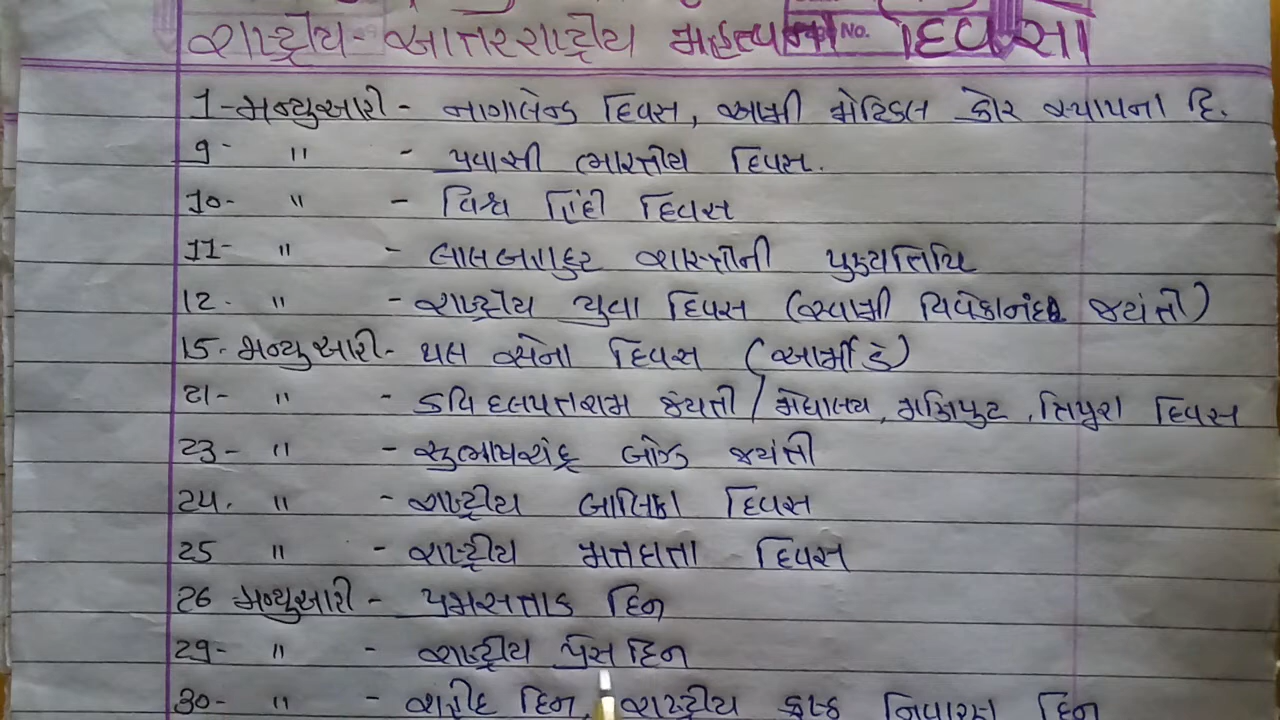 રાષ્ટ્રીય - આંતરરાષ્ટ્રીય મહત્વના દિવસો
No.
1 - જાન્યુઆરી - નાગાલેન્ડ દિવસ, આર્મી મેડિકલ કોર સ્થાપના દિ.
9 - " - પ્રવાસી ભારતીય દિવસ.
10 - " - વિશ્વ હિંદી દિવસ
11 - " - લાલબહાદુર શાસ્ત્રીની પુણ્યતિથિ
12. " - રાષ્ટ્રીય યુવા દિવસ (સ્વામી વિવેકાનંદ જયંતી)
15 - જાન્યુઆરી - થલ સેના દિવસ (આર્મી ડે)
21 - " - કવિ દલપતરામ જયંતી / મેઘાલય, મણિપુર, ત્રિપુરા દિવસ
23 - " - સુભાષચંદ્ર બોઝ જયંતી
24. " - રાષ્ટ્રીય બાલિકા દિવસ
25 " - રાષ્ટ્રીય મતદાતા દિવસ
26 જાન્યુઆરી - પ્રજાસત્તાક દિન
29 - " - રાષ્ટ્રીય પ્રેસ દિન
30 - " - શહીદ દિન, રાષ્ટ્રીય કુષ્ઠ નિવારણ દિન